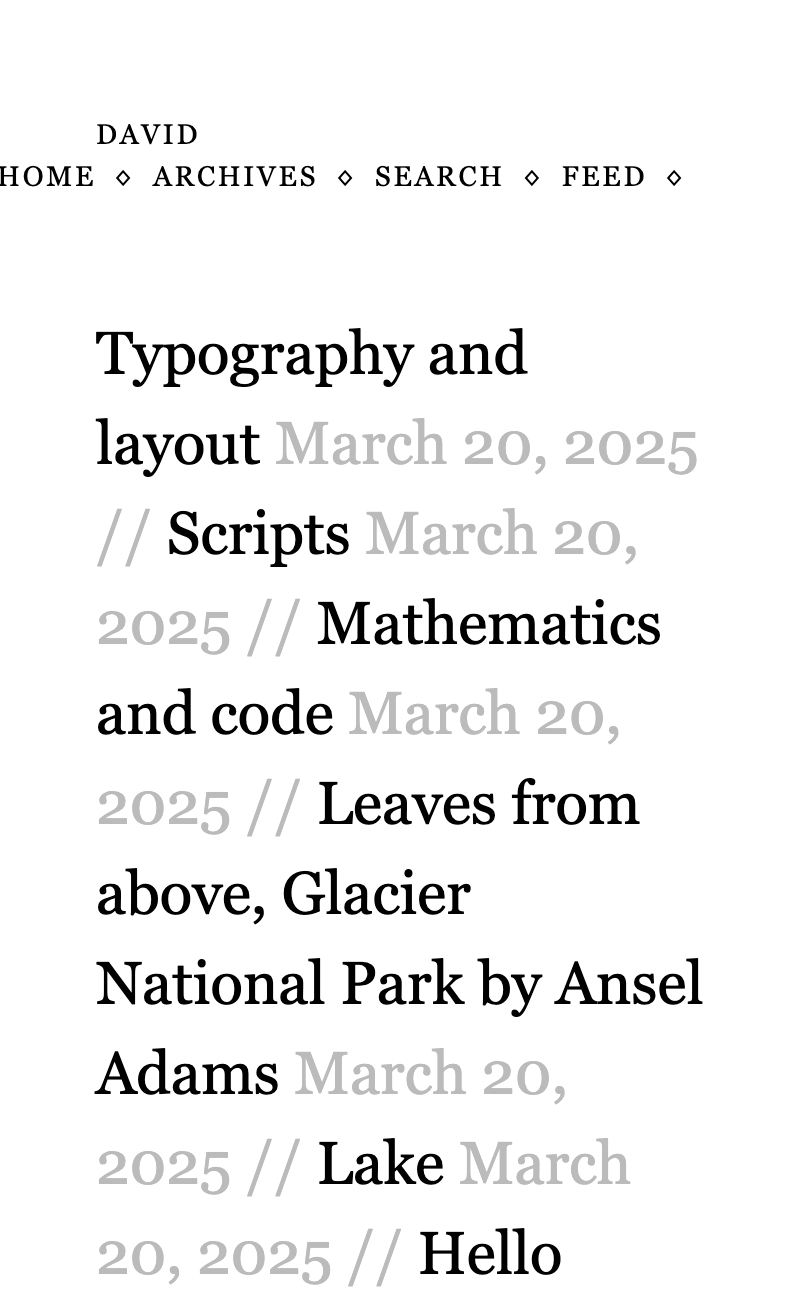 DAVID
HOME ◇ ARCHIVES ◇ SEARCH ◇ FEED ◇
Typography and
layout March 20, 2025
// Scripts March 20,
2025 // Mathematics
and code March 20,
2025 // Leaves from
above, Glacier
National Park by Ansel
Adams March 20,
2025 // Lake March
20, 2025 // Hello